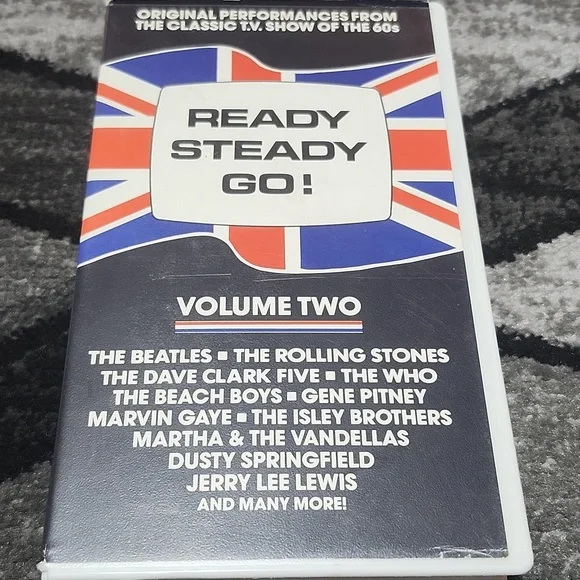 ORIGINAL PERFORMANCES FROM
THE CLASSIC T.V. SHOW OF THE 60s
READY
STEADY
GO!
VOLUME TWO
THE BEATLES ▪ THE ROLLING STONES
THE DAVE CLARK FIVE ▪ THE WHO
THE BEACH BOYS ▪ GENE PITNEY
MARVIN GAYE ▪ THE ISLEY BROTHERS
MARTHA & THE VANDELLAS
DUSTY SPRINGFIELD
JERRY LEE LEWIS
AND MANY MORE!